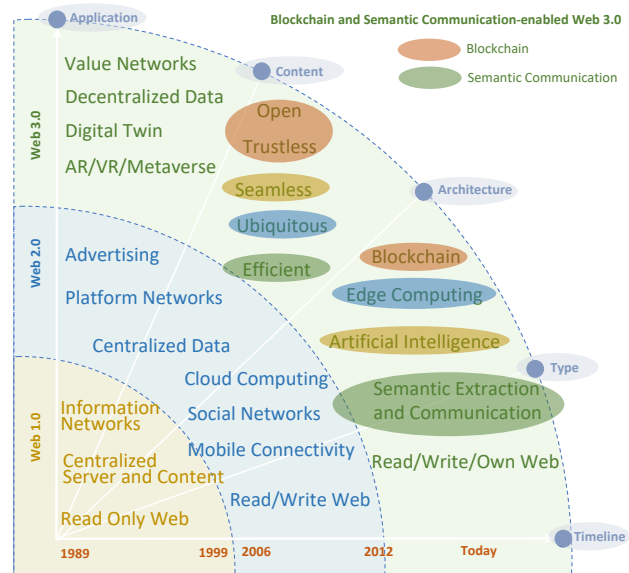 Application
Blockchain and Semantic Communication-enabled Web 3.0
Blockchain
Semantic Communication
Content
Architecture
Type
Timeline
Web 3.0
Value Networks
Decentralized Data
Digital Twin
AR/VR/Metaverse
Open
Trustless
Seamless
Ubiquitous
Efficient
Blockchain
Edge Computing
Artificial Intelligence
Semantic Extraction
and Communication
Read/Write/Own Web
Web 2.0
Advertising
Platform Networks
Centralized Data
Cloud Computing
Social Networks
Mobile Connectivity
Read/Write Web
Web 1.0
Information
Networks
Centralized
Server and Content
Read Only Web
1989
1999
2006
2012
Today